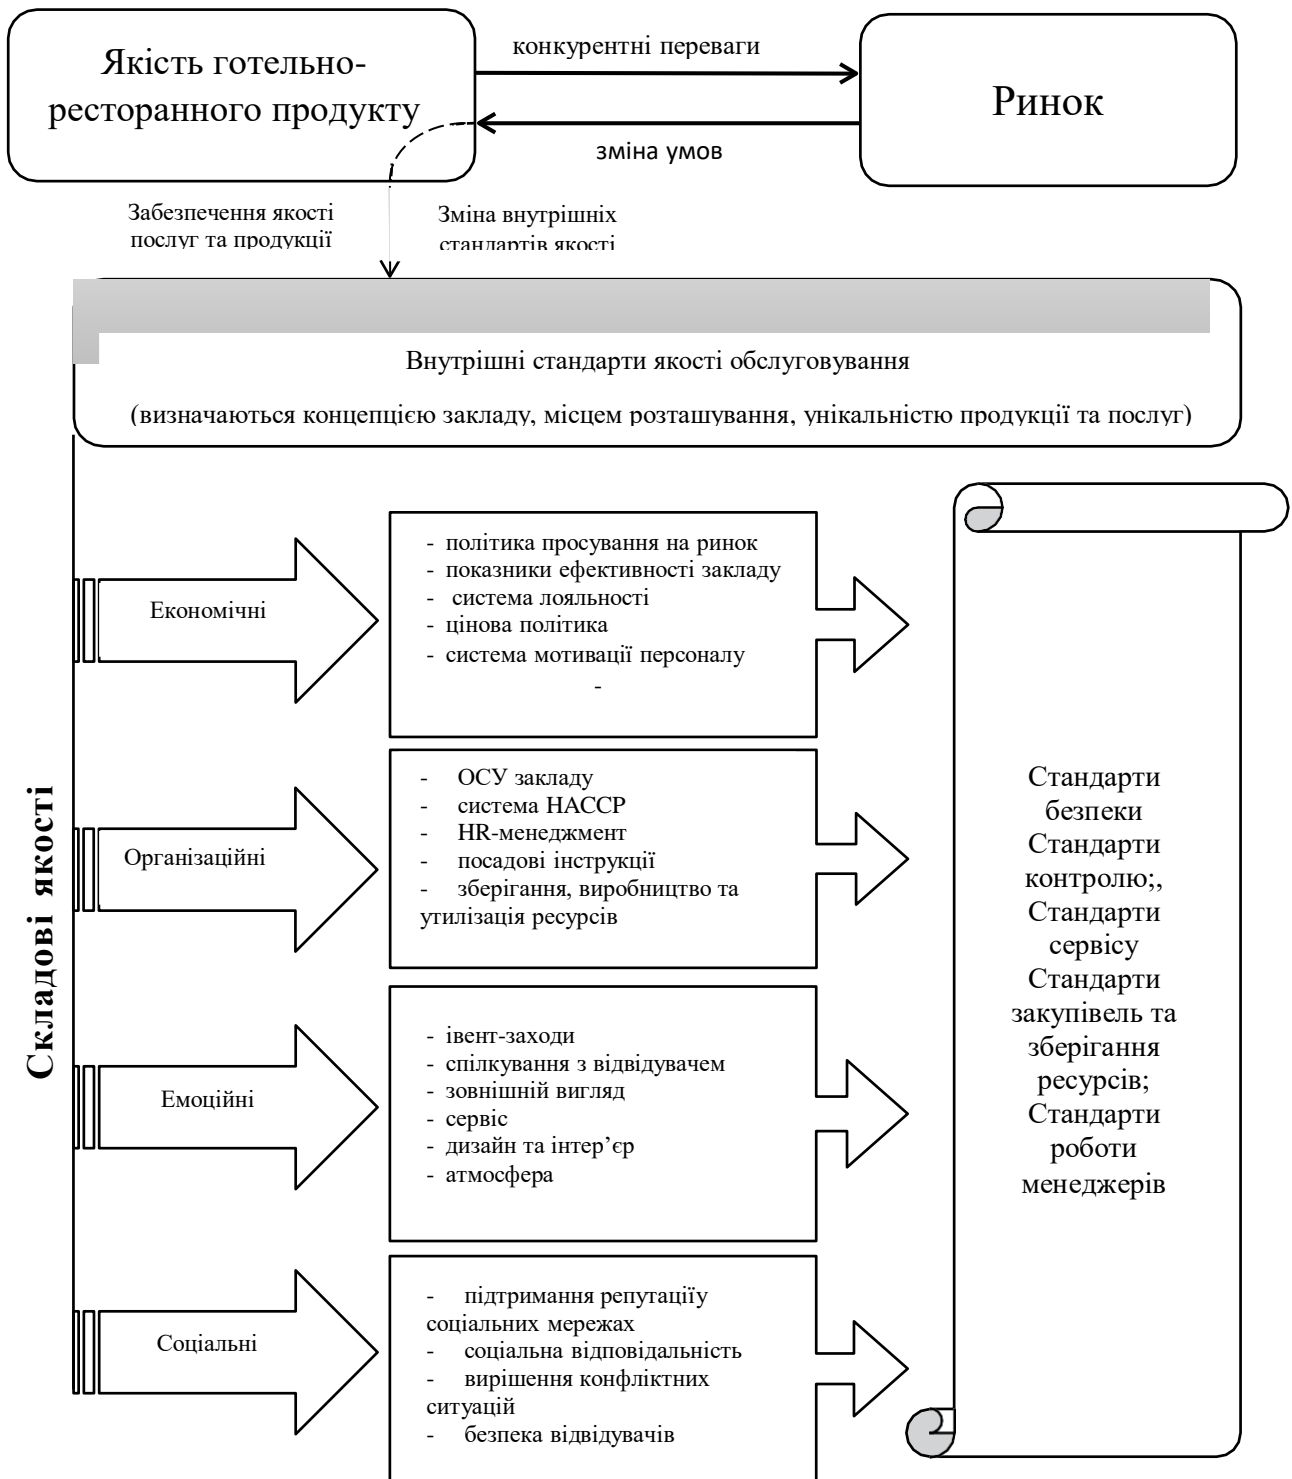 Якість готельно-
ресторанного продукту
конкурентні переваги
Ринок
зміна умов
Забезпечення якості
послуг та продукції
Зміна внутрішніх
стандартів якості
Внутрішні стандарти якості обслуговування
(визначаються концепцією закладу, місцем розташування, унікальністю продукції та послуг)
Складові якості
Економічні
- політика просування на ринок
- показники ефективності закладу
- система лояльності
- цінова політика
- система мотивації персоналу
-
Організаційні
- ОСУ закладу
- система НАССР
- HR-менеджмент
- посадові інструкції
- зберігання, виробництво та
утилізація ресурсів
Емоційні
- івент-заходи
- спілкування з відвідувачем
- зовнішній вигляд
- сервіс
- дизайн та інтер’єр
- атмосфера
Соціальні
- підтримання репутаціїу
соціальних мережах
- соціальна відповідальність
- вирішення конфліктних
ситуацій
- безпека відвідувачів
Стандарти
безпеки
Стандарти
контролю;,
Стандарти
сервісу
Стандарти
закупівель та
зберігання
ресурсів;
Стандарти
роботи
менеджерів